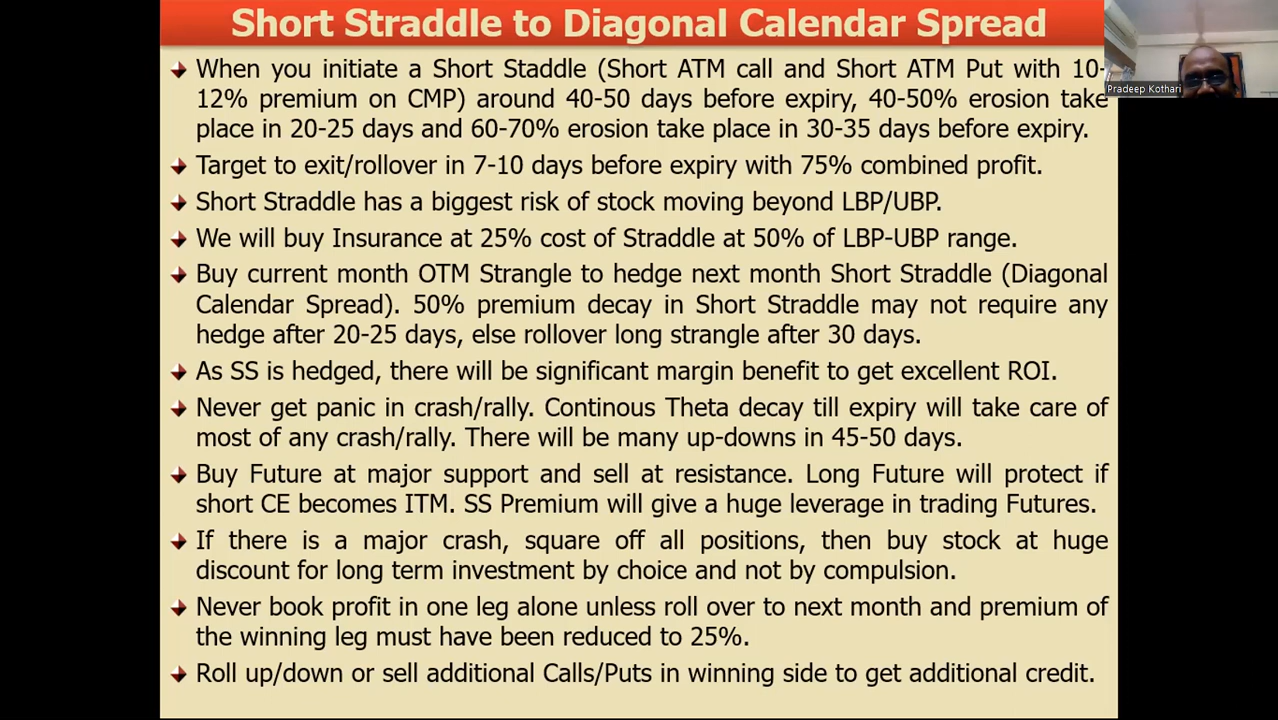 Short Straddle to Diagonal Calendar Spread
When you initiate a Short Staddle (Short ATM call and Short ATM Put with 10-
12% premium on CMP) around 40-50 days before expiry, 40-50% erosion take
place in 20-25 days and 60-70% erosion take place in 30-35 days before expiry.
Target to exit/rollover in 7-10 days before expiry with 75% combined profit.
Short Straddle has a biggest risk of stock moving beyond LBP/UBP.
We will buy Insurance at 25% cost of Straddle at 50% of LBP-UBP range.
Buy current month OTM Strangle to hedge next month Short Straddle (Diagonal
Calendar Spread). 50% premium decay in Short Straddle may not require any
hedge after 20-25 days, else rollover long strangle after 30 days.
As SS is hedged, there will be significant margin benefit to get excellent ROI.
Never get panic in crash/rally. Continous Theta decay till expiry will take care of
most of any crash/rally. There will be many up-downs in 45-50 days.
Buy Future at major support and sell at resistance. Long Future will protect if
short CE becomes ITM. SS Premium will give a huge leverage in trading Futures.
If there is a major crash, square off all positions, then buy stock at huge
discount for long term investment by choice and not by compulsion.
Never book profit in one leg alone unless roll over to next month and premium of
the winning leg must have been reduced to 25%.
Roll up/down or sell additional Calls/Puts in winning side to get additional credit.
Pradeep Kothari